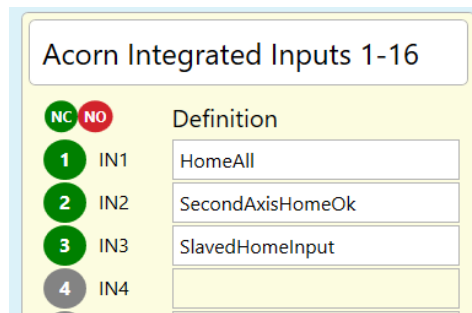 Acorn Integrated Inputs 1-16
NC NO Definition
1 IN1 HomeAll
2 IN2 SecondAxisHomeOk
3 IN3 SlavedHomeInput
4 IN4